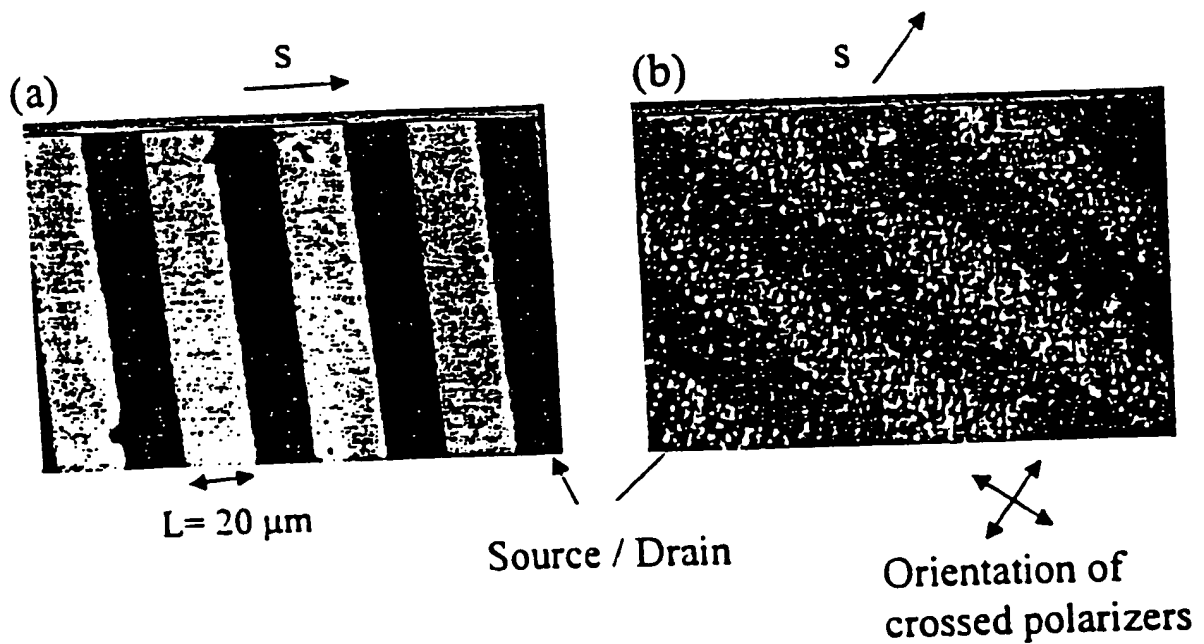 (a)
S
(b)
S
L= 20 µm
Source / Drain
Orientation of
crossed polarizers